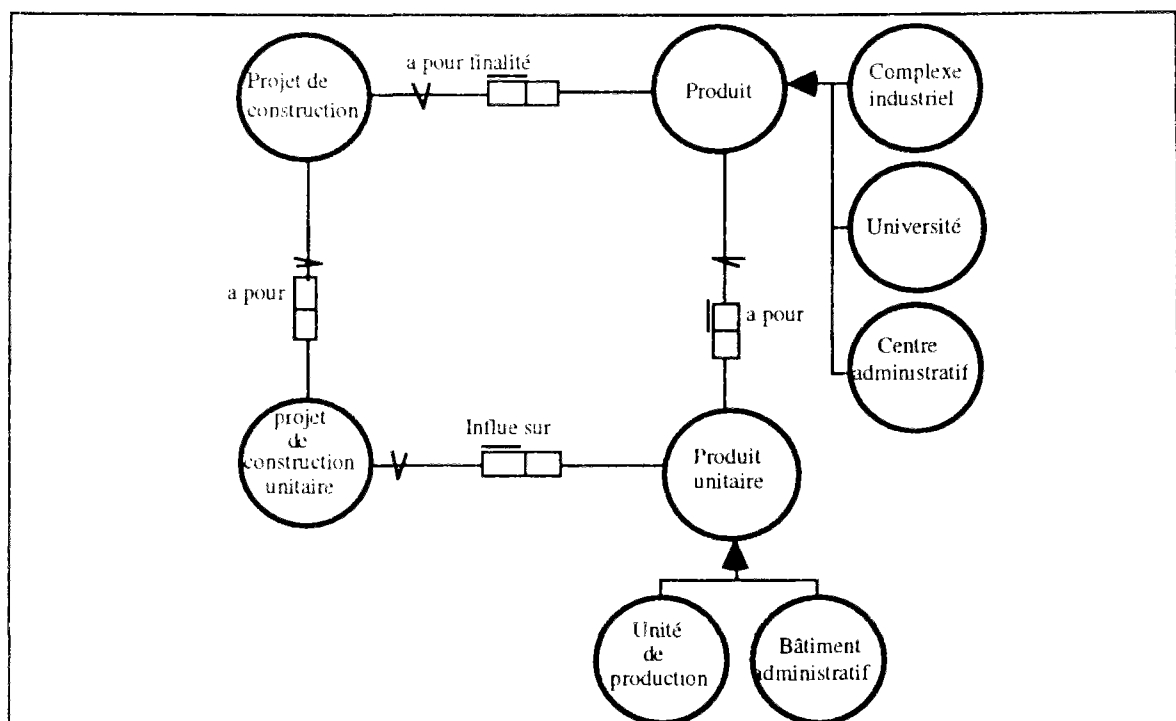 Projet de
construction
a pour finalité
Produit
Complexe
industriel
Université
Centre
administratif
a pour
a pour
projet
de
construction
unitaire
Influe sur
Produit
unitaire
Unité
de
production
Bâtiment
administratif